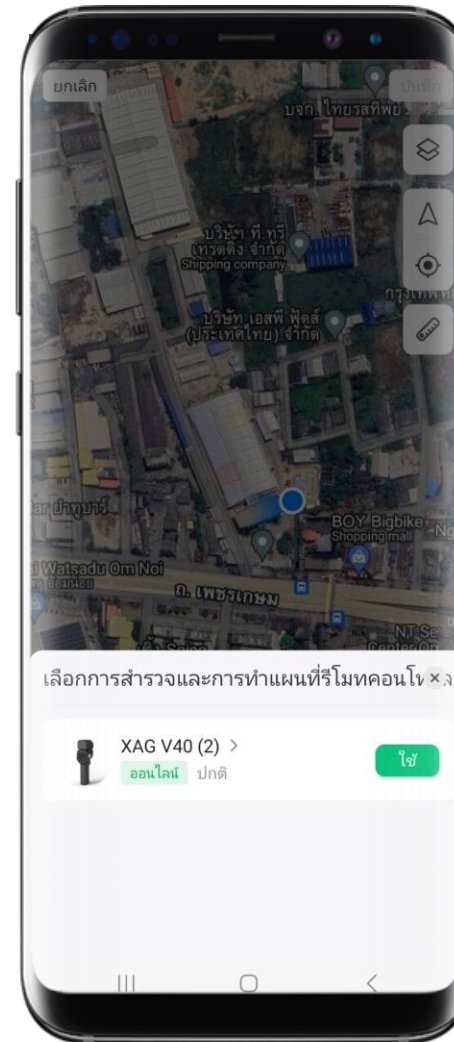 ยกเลิก
บันทึก
บจก. ไทยรสทิพย์
บริษัท ที.ทรี
เทรดดิ้ง จำกัด
Shipping company
บริษัท เอสพี ฟู้ดส์
(ประเทศไทย) จำกัด
BOY Bigbike
Shopping mall
Watsadu Om Noi
ถ. เพชรเกษม
NT Se
เลือกการสำรวจและการทำแผนที่รีโมทคอนโท
XAG V40 (2) >
ออนไลน์ ปกติ
ใช้